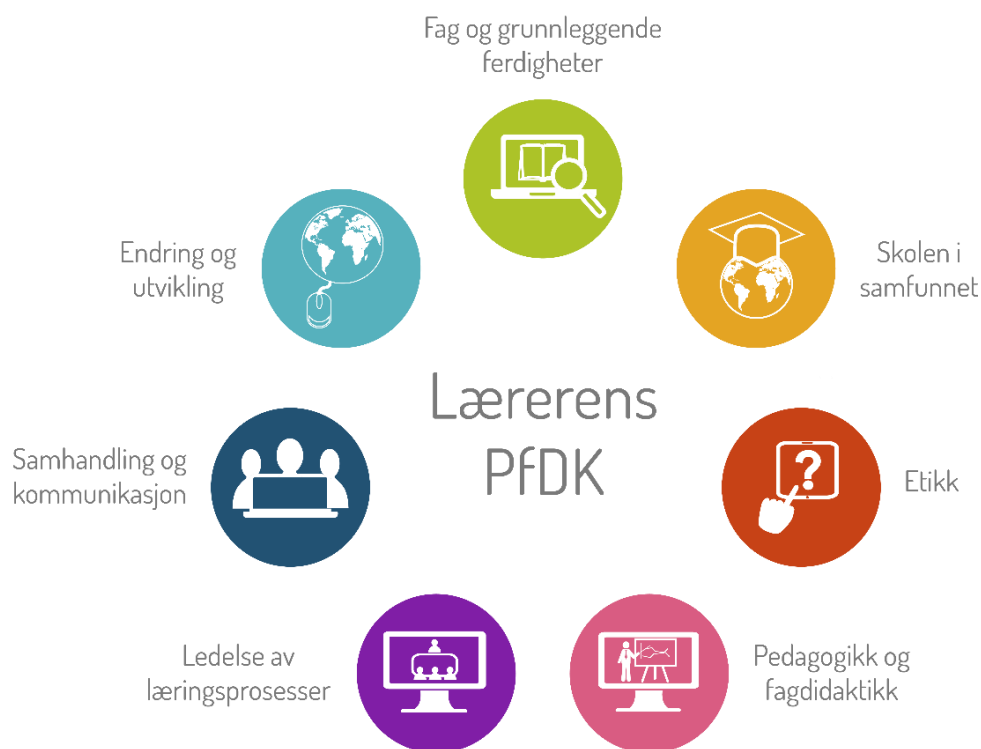 Fag og grunnleggende
ferdigheter
Skolen i
samfunnet
Etikk
Pedagogikk og
fagdidaktikk
Ledelse av
læringsprosesser
Samhandling og
kommunikasjon
Endring og
utvikling
Lærerens
PfDK
?